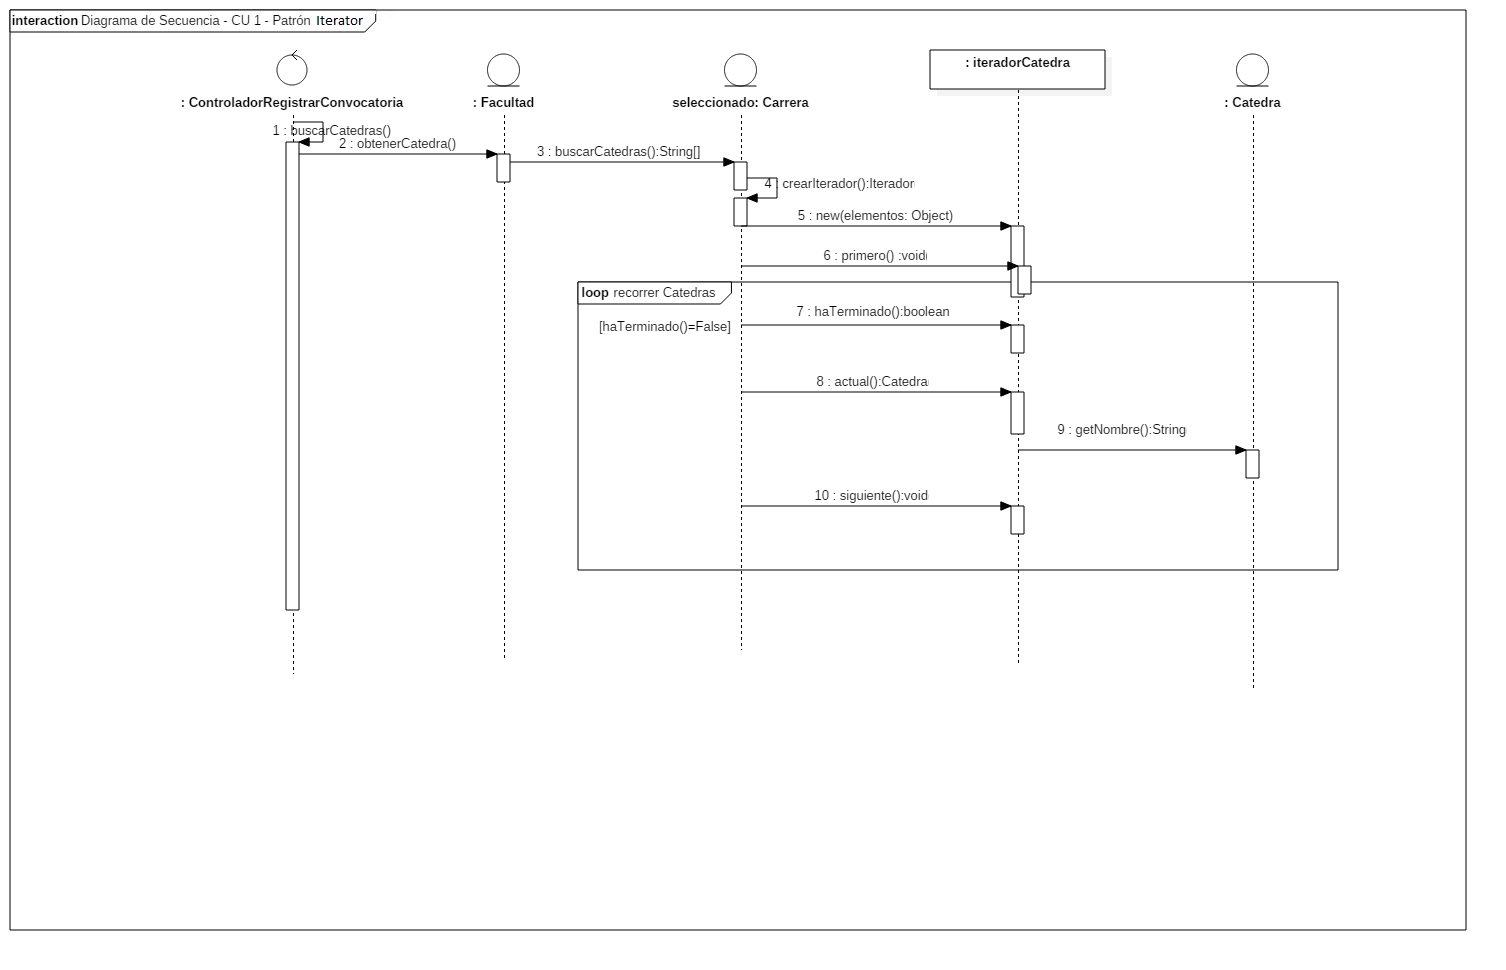 interaction Diagrama de Secuencia - CU 1 - Patrón Iterator
: ControladorRegistrarConvocatoria
: Facultad
seleccionado: Carrera
: iteradorCatedra
: Catedra
1 : buscarCatedras()
2 : obtenerCatedra()
3 : buscarCatedras():String[]
4 : crearIterador():Iterador
5 : new(elementos: Object)
6 : primero() :void
loop recorrer Catedras
[haTerminado()=False]
7 : haTerminado():boolean
8 : actual():Catedra
9 : getNombre():String
10 : siguiente():void